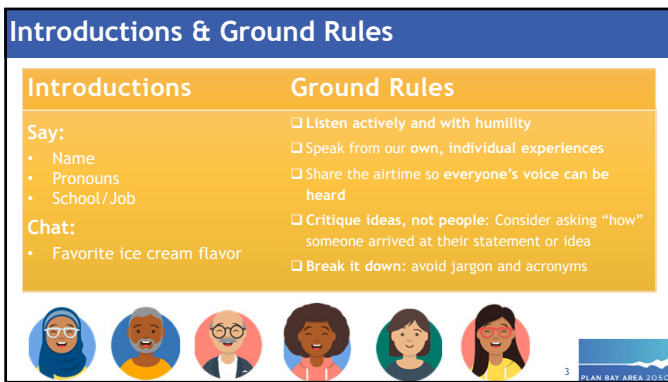 Introductions & Ground Rules
Introductions
Say:
• Name
• Pronouns
• School/Job
Chat:
• Favorite ice cream flavor
Ground Rules
❑ Listen actively and with humility
❑ Speak from our own, individual experiences
❑ Share the airtime so everyone’s voice can be
heard
❑ Critique ideas, not people: Consider asking “how”
someone arrived at their statement or idea
❑ Break it down: avoid jargon and acronyms
3
PLAN BAY AREA 2050